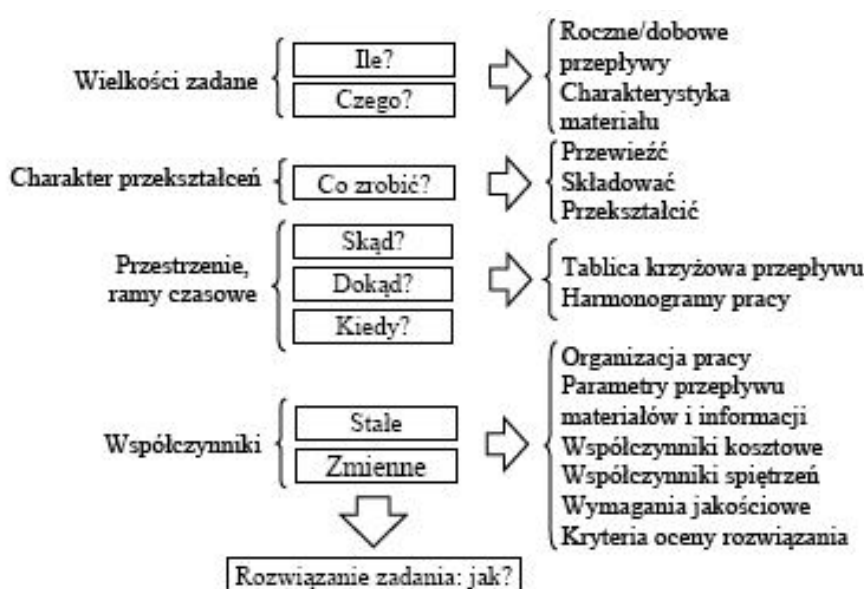 Wielkości zadane
Ile?
Czego?
Roczne/dobowe
przepływy
Charakterystyka
materiału
Charakter przekształceń
Co zrobić?
Przewieźć
Składować
Przekształcić
Przestrzenie,
ramy czasowe
Skąd?
Dokąd?
Kiedy?
Tablica krzyżowa przepływu
Harmonogramy pracy
Współczynniki
Stałe
Zmienne
Organizacja pracy
Parametry przepływu
materiałów i informacji
Współczynniki kosztowe
Współczynniki spiętrzeń
Wymagania jakościowe
Kryteria oceny rozwiązania
Rozwiązanie zadania: jak?